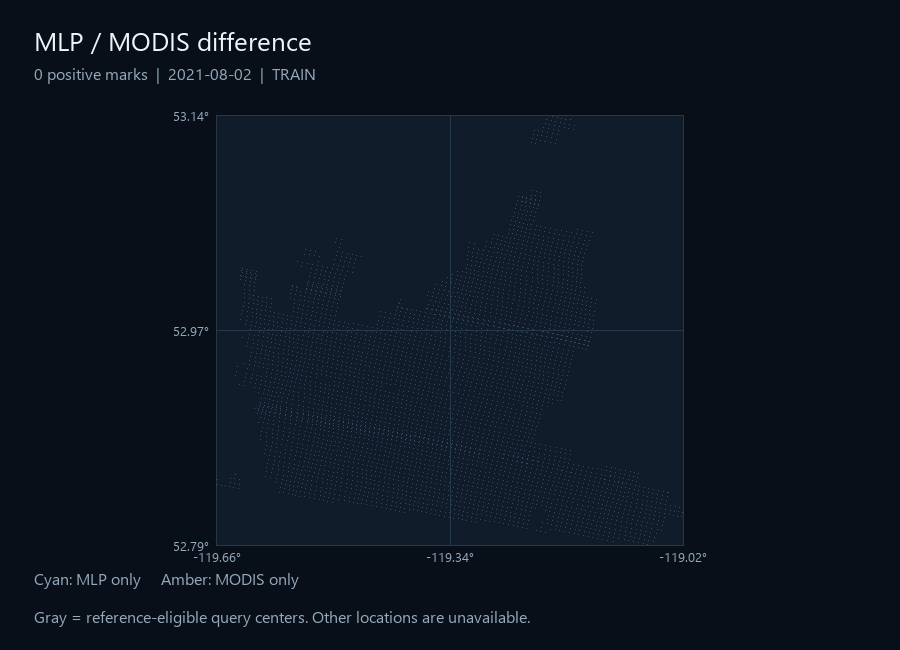 MLP / MODIS difference
0 positive marks | 2021-08-02 | TRAIN
53.14°
52.97°
52.79°
-119.66° -119.34° -119.02°
Cyan: MLP only Amber: MODIS only
Gray = reference-eligible query centers. Other locations are unavailable.